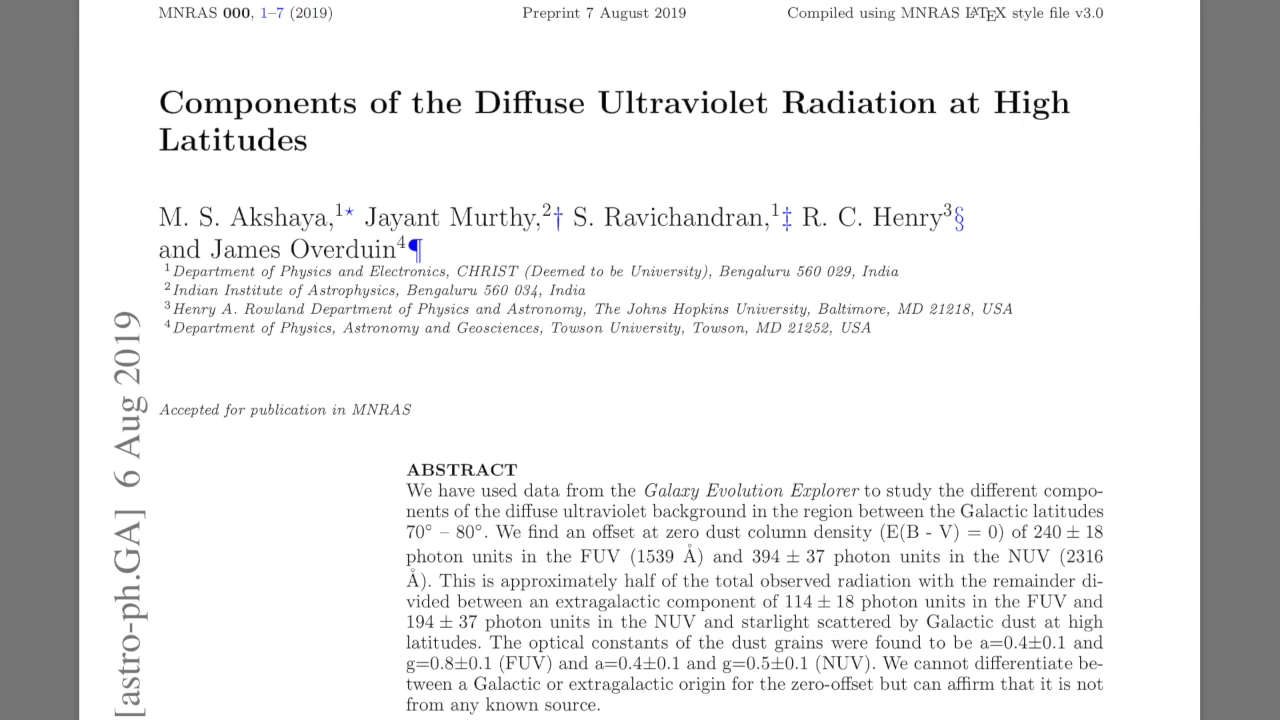 MNRAS 000, 1–7 (2019)
Preprint 7 August 2019
Compiled using MNRAS LATEX style file v3.0
Components of the Diffuse Ultraviolet Radiation at High
Latitudes
M. S. Akshaya,1⋆ Jayant Murthy,2† S. Ravichandran,1‡ R. C. Henry3§
and James Overduin4¶
1 Department of Physics and Electronics, CHRIST (Deemed to be University), Bengaluru 560 029, India
2 Indian Institute of Astrophysics, Bengaluru 560 034, India
3 Henry A. Rowland Department of Physics and Astronomy, The Johns Hopkins University, Baltimore, MD 21218, USA
4 Department of Physics, Astronomy and Geosciences, Towson University, Towson, MD 21252, USA
Accepted for publication in MNRAS
ABSTRACT
We have used data from the Galaxy Evolution Explorer to study the different compo-
nents of the diffuse ultraviolet background in the region between the Galactic latitudes
70° – 80°. We find an offset at zero dust column density (E(B - V) = 0) of 240 ± 18
photon units in the FUV (1539 Å) and 394 ± 37 photon units in the NUV (2316
Å). This is approximately half of the total observed radiation with the remainder di-
vided between an extragalactic component of 114 ± 18 photon units in the FUV and
194 ± 37 photon units in the NUV and starlight scattered by Galactic dust at high
latitudes. The optical constants of the dust grains were found to be a=0.4±0.1 and
g=0.8±0.1 (FUV) and a=0.4±0.1 and g=0.5±0.1 (NUV). We cannot differentiate be-
tween a Galactic or extragalactic origin for the zero-offset but can affirm that it is not
from any known source.
[astro-ph.GA] 6 Aug 2019